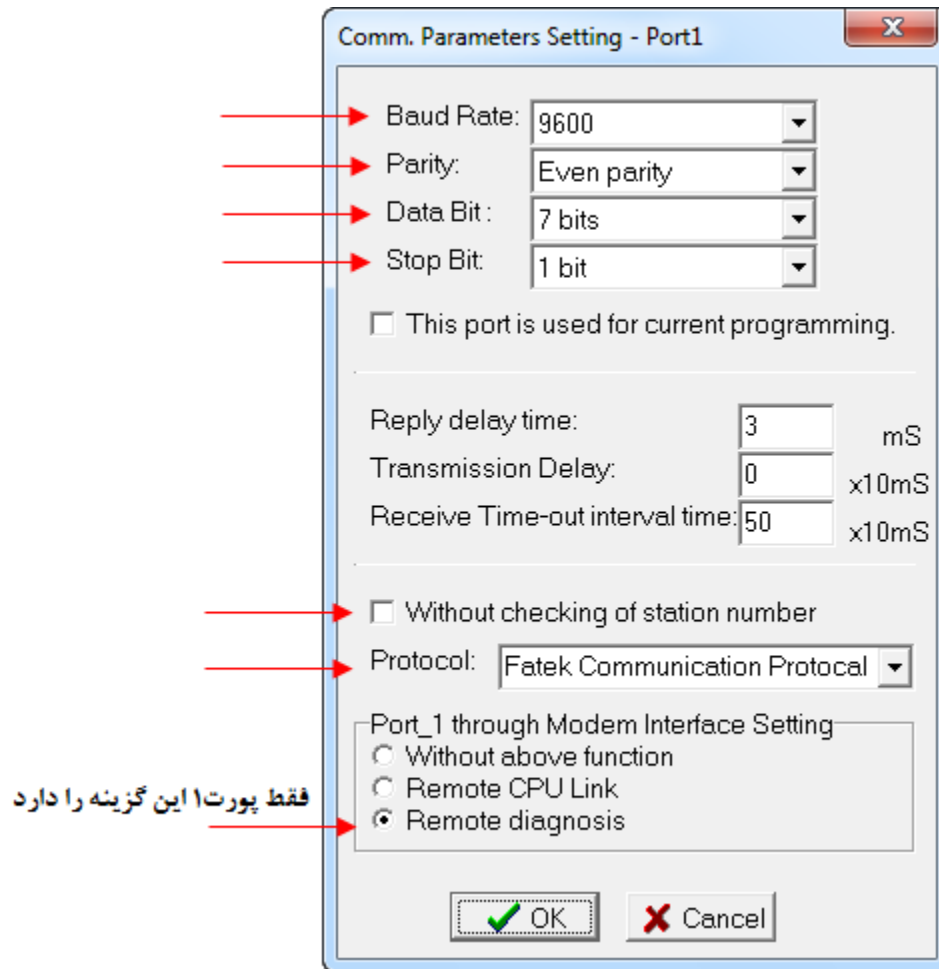 Comm. Parameters Setting - Port1
Baud Rate: 9600
Parity: Even parity
Data Bit : 7 bits
Stop Bit: 1 bit
This port is used for current programming.
Reply delay time: 3 mS
Transmission Delay: 0 x10mS
Receive Time-out interval time: 50 x10mS
Without checking of station number
Protocol: Fatek Communication Protocal
Port_1 through Modem Interface Setting
Without above function
Remote CPU Link
Remote diagnosis
فقط پورت۱ این گزینه را دارد
OK Cancel